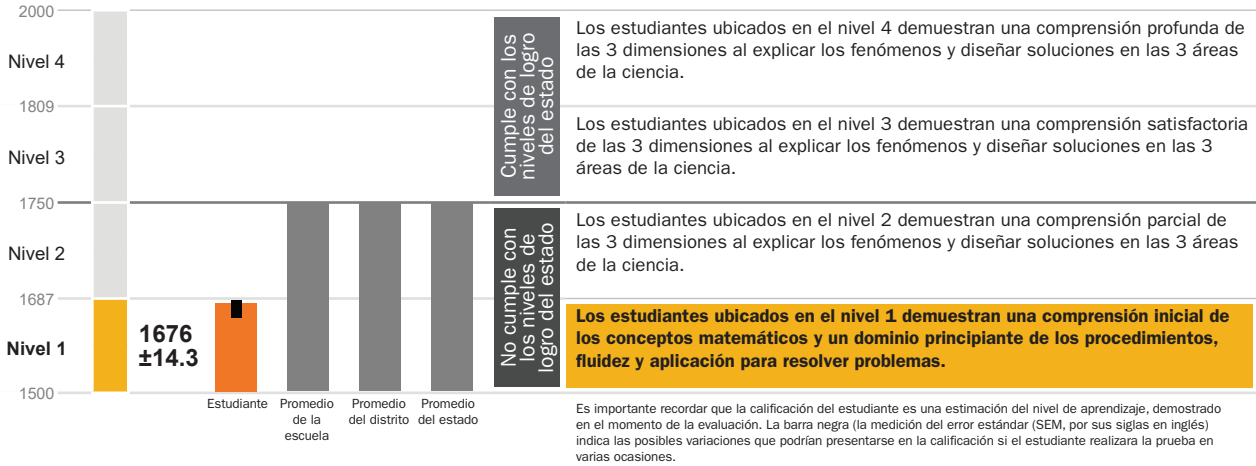 2000
Nivel 4
1809
Nivel 3
1750
Nivel 2
1687
Nivel 1
1500
1676
±14.3
Estudiante
Promedio
de la
escuela
Promedio
del distrito
Promedio
del estado
Cumple con los
niveles de logro
del estado
No cumple con
los niveles de
logro del estado
Los estudiantes ubicados en el nivel 4 demuestran una comprensión profunda de
las 3 dimensiones al explicar los fenómenos y diseñar soluciones en las 3 áreas
de la ciencia.
Los estudiantes ubicados en el nivel 3 demuestran una comprensión satisfactoria
de las 3 dimensiones al explicar los fenómenos y diseñar soluciones en las 3
áreas de la ciencia.
Los estudiantes ubicados en el nivel 2 demuestran una comprensión parcial de
las 3 dimensiones al explicar los fenómenos y diseñar soluciones en las 3 áreas
de la ciencia.
Los estudiantes ubicados en el nivel 1 demuestran una comprensión inicial de
los conceptos matemáticos y un dominio principiante de los procedimientos,
fluidez y aplicación para resolver problemas.
Es importante recordar que la calificación del estudiante es una estimación del nivel de aprendizaje, demostrado
en el momento de la evaluación. La barra negra (la medición del error estándar (SEM, por sus siglas en inglés)
indica las posibles variaciones que podrían presentarse en la calificación si el estudiante realizara la prueba en
varias ocasiones.